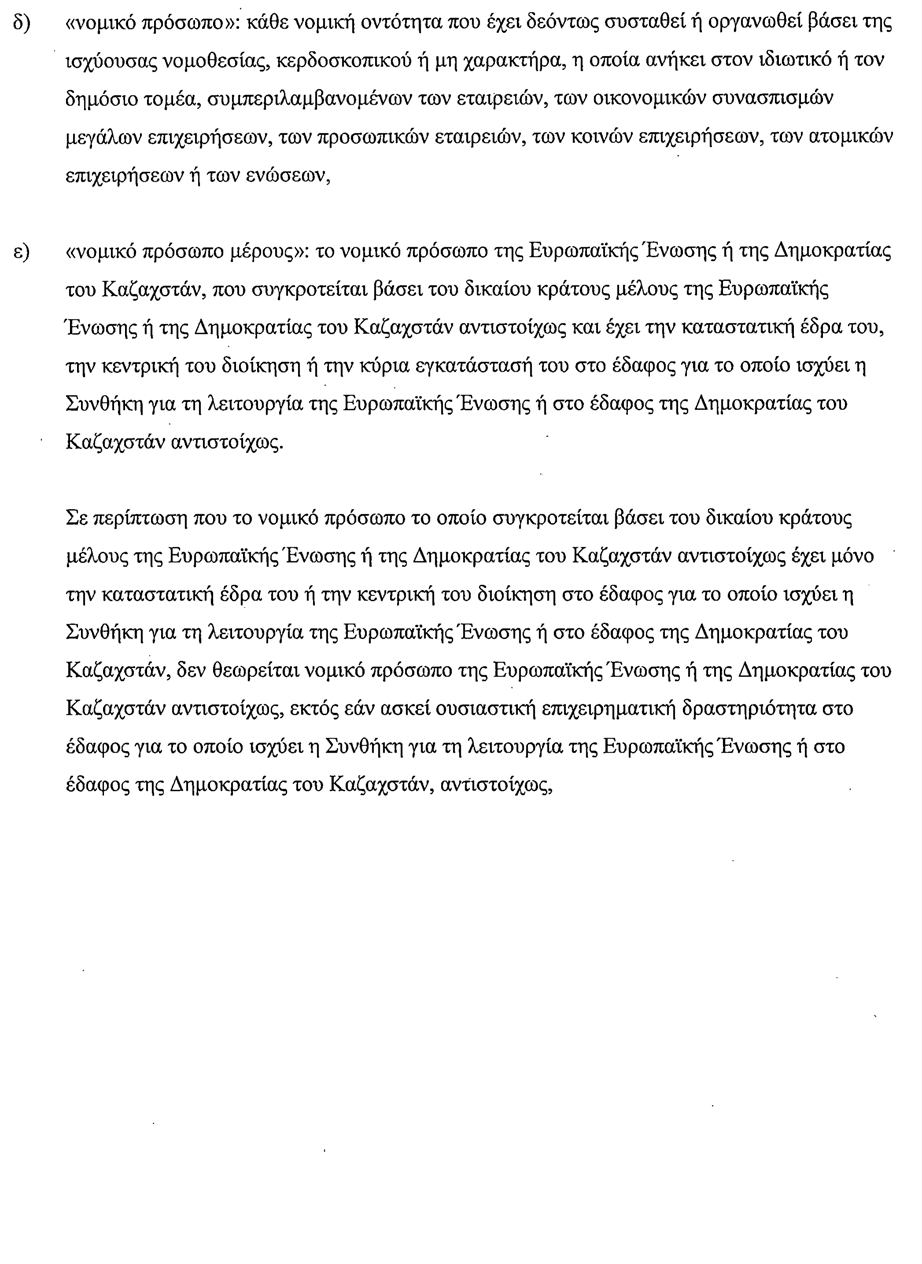 δ) «νομικό πρόσωπο»: κάθε νομική οντότητα που έχει δεόντως συσταθεί ή οργανωθεί βάσει της
ισχύουσας νομοθεσίας, κερδοσκοπικού ή μη χαρακτήρα, η οποία ανήκει στον ιδιωτικό ή τον
δημόσιο τομέα, συμπεριλαμβανομένων των εταιρειών, των οικονομικών συνασπισμών
μεγάλων επιχειρήσεων, των προσωπικών εταιρειών, των κοινών επιχειρήσεων, των ατομικών
επιχειρήσεων ή των ενώσεων,
ε) «νομικό πρόσωπο μέρους»: το νομικό πρόσωπο της Ευρωπαϊκής Ένωσης ή της Δημοκρατίας
του Καζαχστάν, που συγκροτείται βάσει του δικαίου κράτους μέλους της Ευρωπαϊκής
Ένωσης ή της Δημοκρατίας του Καζαχστάν αντιστοίχως και έχει την καταστατική έδρα του,
την κεντρική του διοίκηση ή την κύρια εγκατάστασή του στο έδαφος για το οποίο ισχύει η
Συνθήκη για τη λειτουργία της Ευρωπαϊκής Ένωσης ή στο έδαφος της Δημοκρατίας του
Καζαχστάν αντιστοίχως.
Σε περίπτωση που το νομικό πρόσωπο το οποίο συγκροτείται βάσει του δικαίου κράτους
μέλους της Ευρωπαϊκής Ένωσης ή της Δημοκρατίας του Καζαχστάν αντιστοίχως έχει μόνο
την καταστατική έδρα του ή την κεντρική του διοίκηση στο έδαφος για το οποίο ισχύει η
Συνθήκη για τη λειτουργία της Ευρωπαϊκής Ένωσης ή στο έδαφος της Δημοκρατίας του
Καζαχστάν, δεν θεωρείται νομικό πρόσωπο της Ευρωπαϊκής Ένωσης ή της Δημοκρατίας του
Καζαχστάν αντιστοίχως, εκτός εάν ασκεί ουσιαστική επιχειρηματική δραστηριότητα στο
έδαφος για το οποίο ισχύει η Συνθήκη για τη λειτουργία της Ευρωπαϊκής Ένωσης ή στο
έδαφος της Δημοκρατίας του Καζαχστάν, αντιστοίχως,